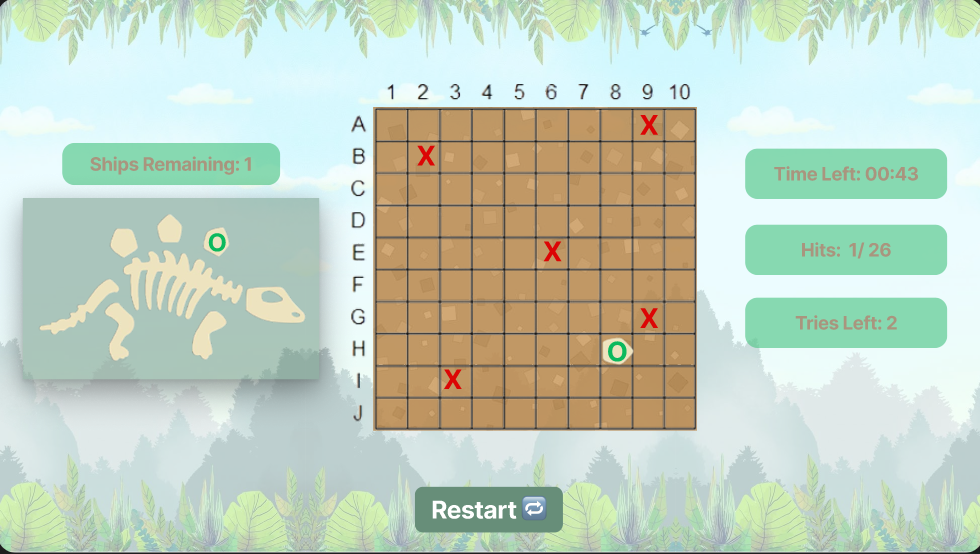 1 2 3 4 5 6 7 8 9 10
A X
B X
C
D
E X
F
G X
H O
I X
J
Ships Remaining: 1
O
Time Left: 00:43
Hits: 1/ 26
Tries Left: 2
Restart